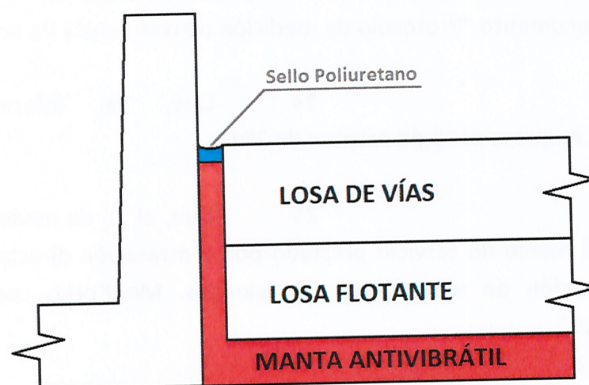 Sello Poliuretano
LOSA DE VÍAS
LOSA FLOTANTE
MANTA ANTIVIBRÁTIL